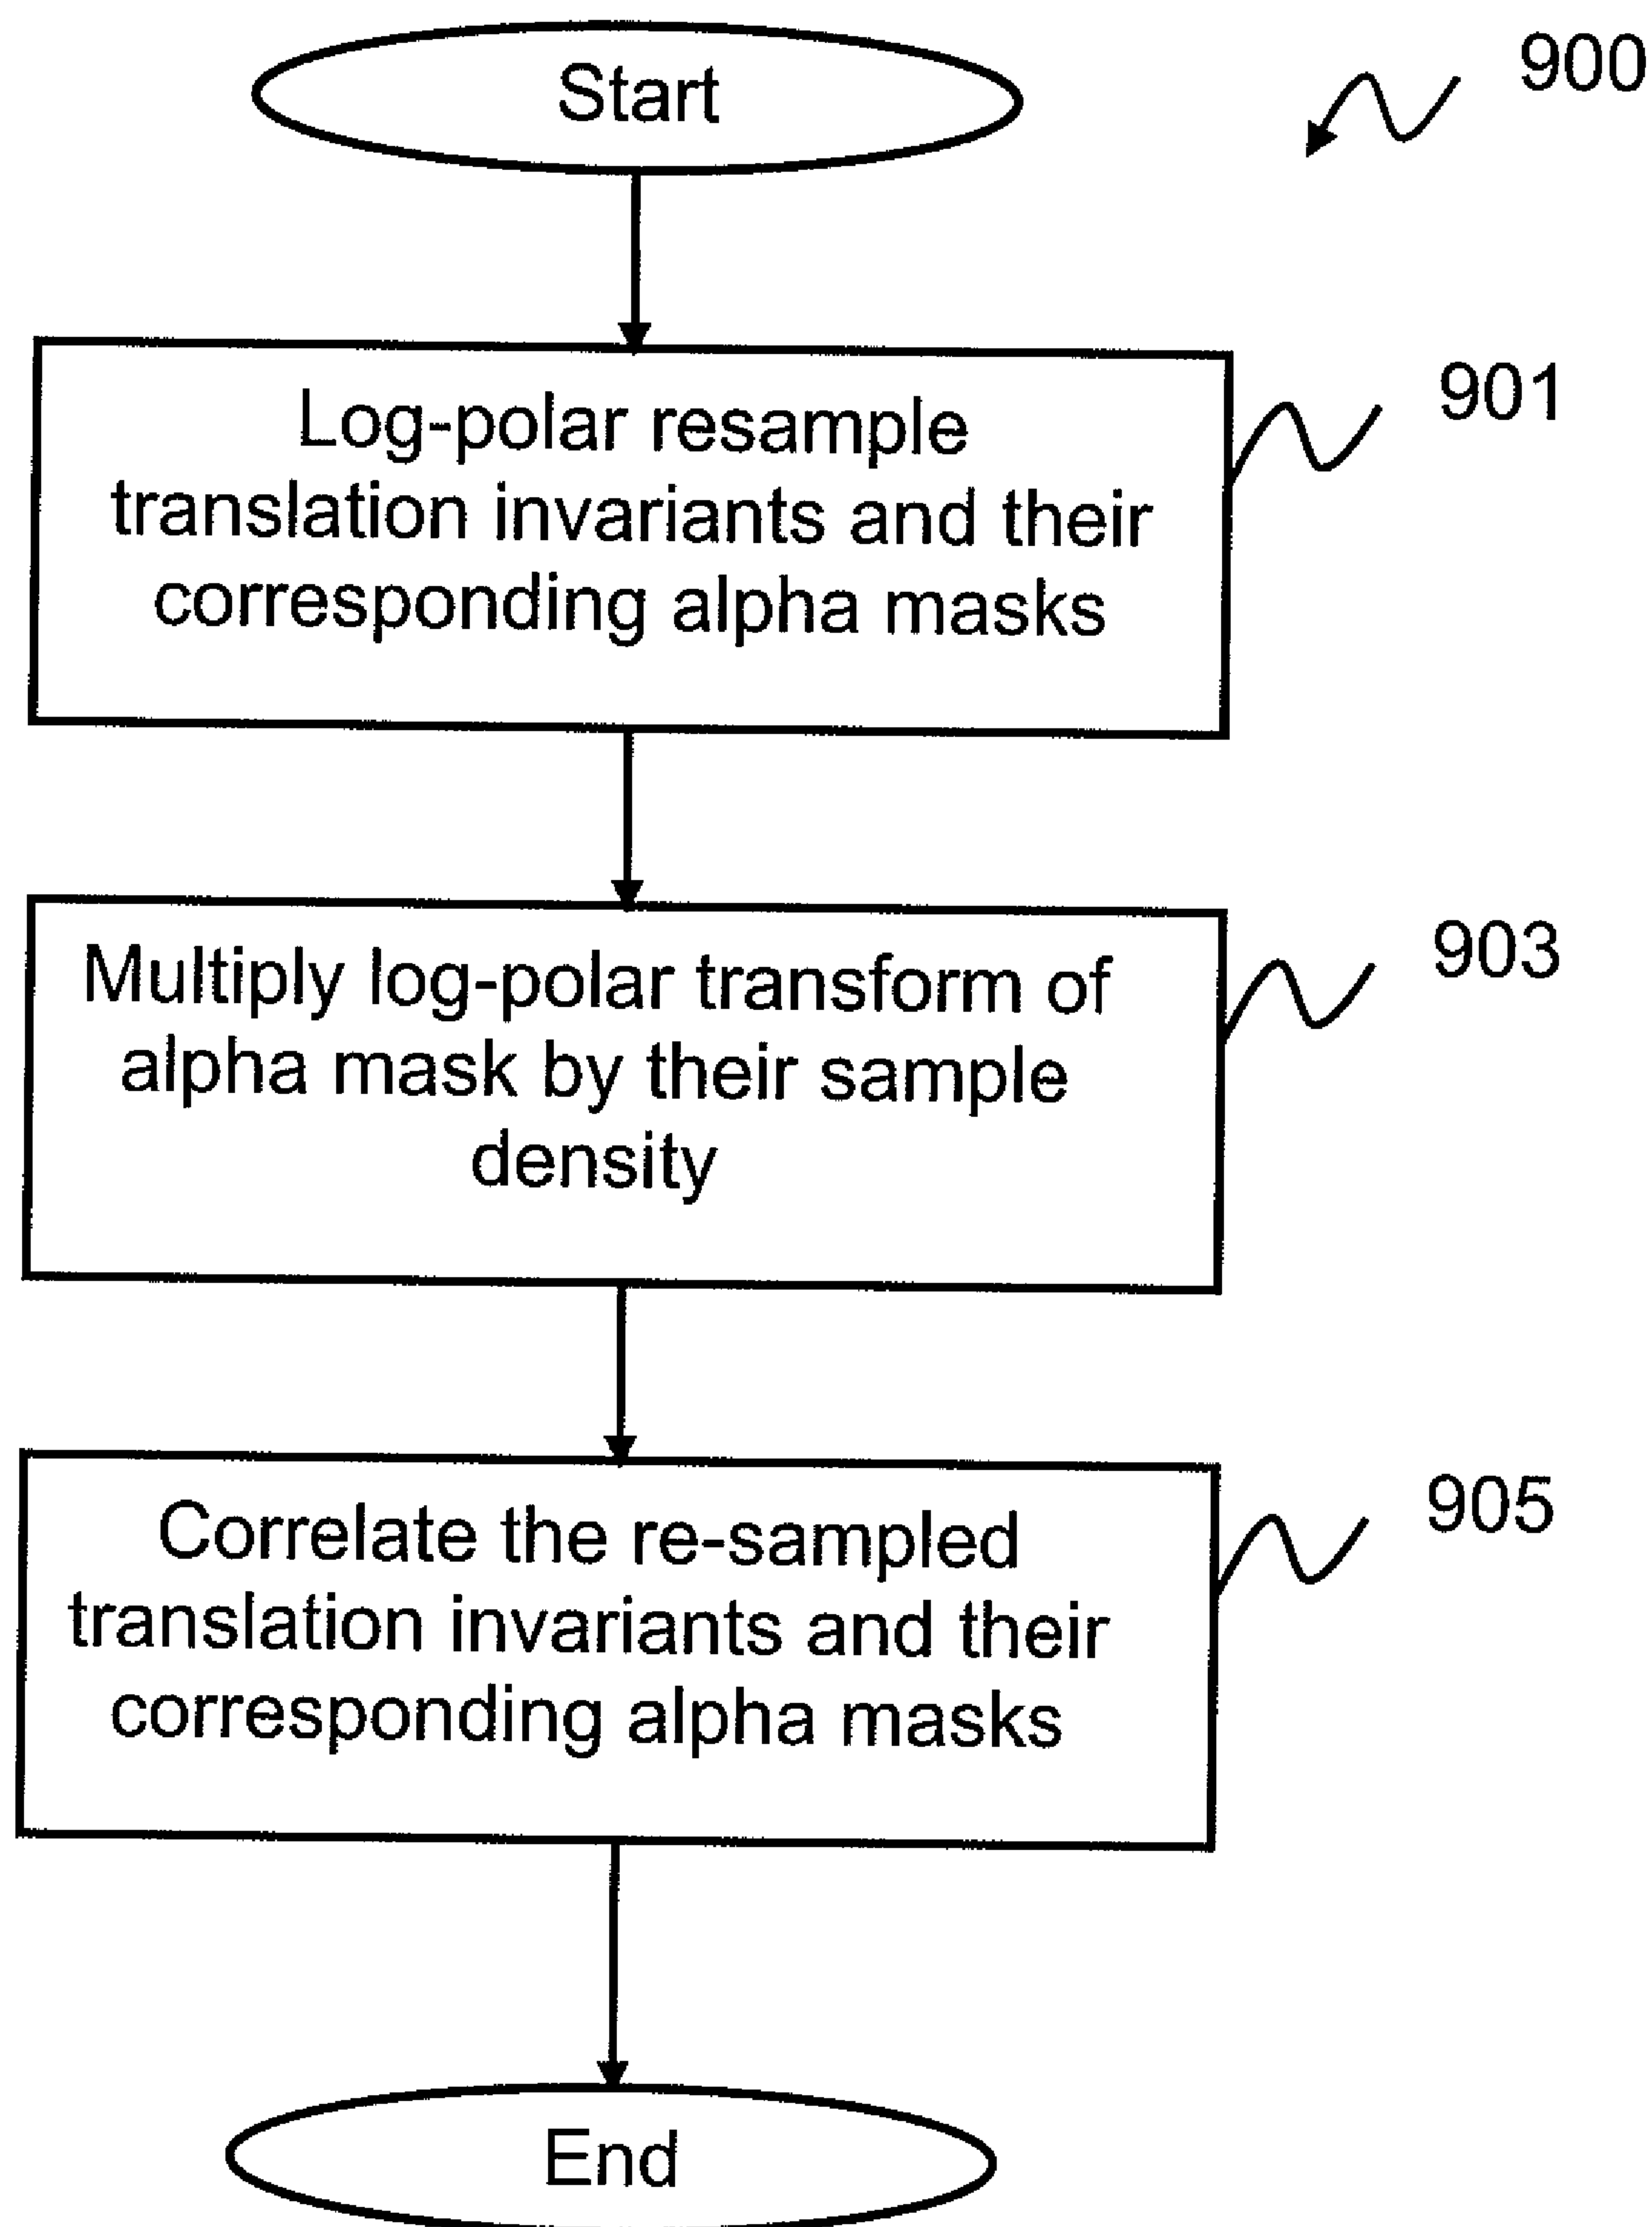 Start
900
Log-polar resample
translation invariants and their
corresponding alpha masks
901
Multiply log-polar transform of
alpha mask by their sample
density
903
Correlate the re-sampled
translation invariants and their
corresponding alpha masks
905
End